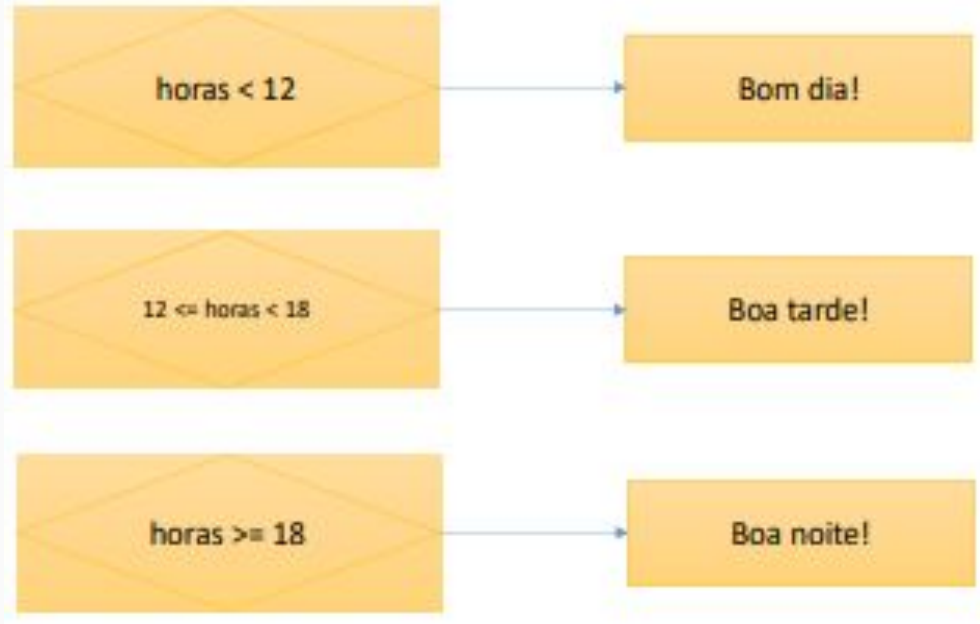 horas < 12
Bom dia!
12 <= horas < 18
Boa tarde!
horas >= 18
Boa noite!